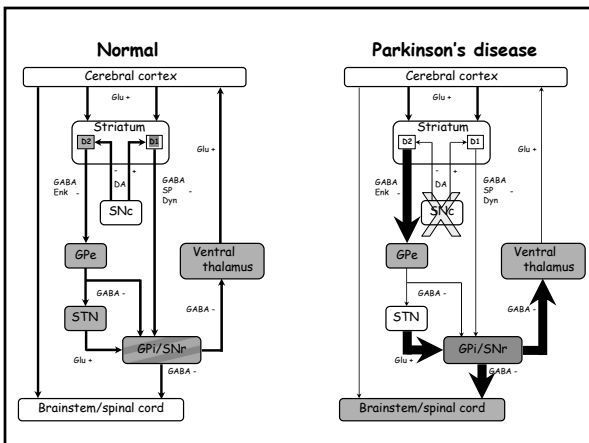 Normal
Cerebral cortex
Glu +
Striatum
D2
D1
- +
DA
GABA
Enk -
GABA
SP -
Dyn
Glu +
SNc
GPe
Ventral
thalamus
GABA -
STN
GABA -
Glu +
GPi/SNr
GABA -
Brainstem/spinal cord
Parkinson's disease
Cerebral cortex
Glu +
Striatum
D2
D1
- +
DA
GABA
Enk -
GABA
SP -
Dyn
Glu +
SNc
GPe
Ventral
thalamus
GABA -
STN
GABA -
Glu +
GPi/SNr
GABA -
Brainstem/spinal cord